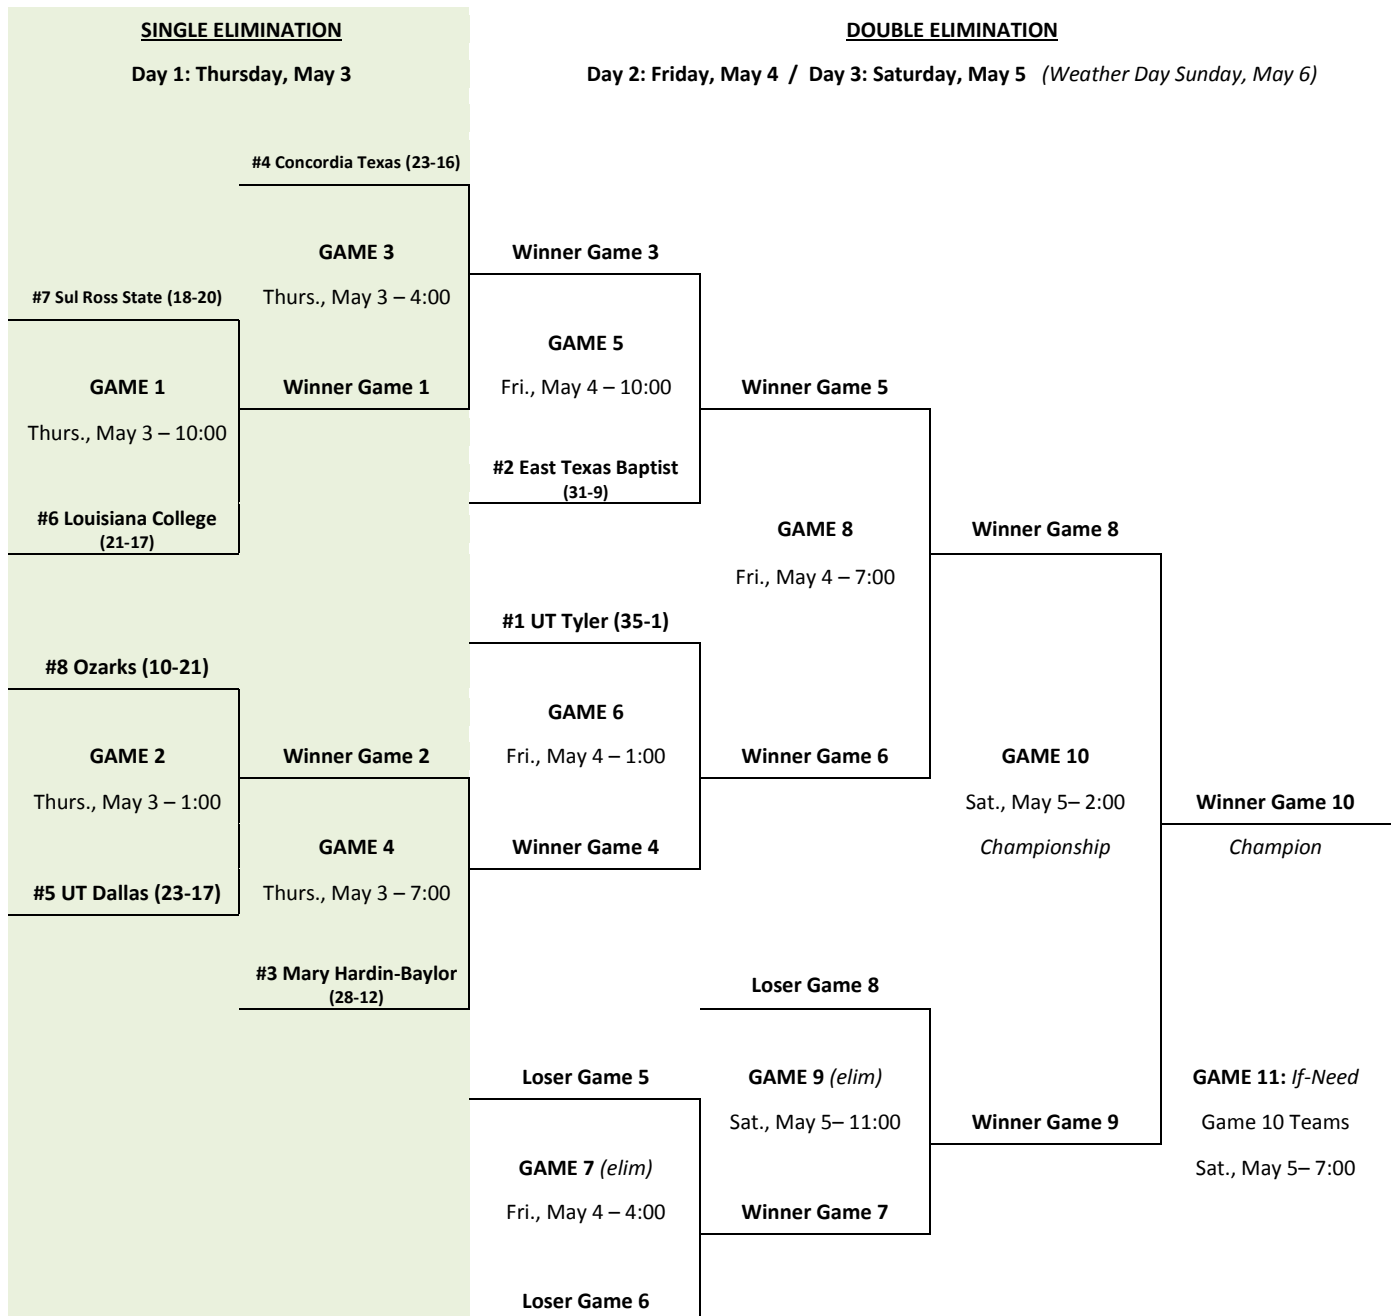 SINGLE ELIMINATION
DOUBLE ELIMINATION
Day 1: Thursday, May 3
Day 2: Friday, May 4 / Day 3: Saturday, May 5 (Weather Day Sunday, May 6)
#4 Concordia Texas (23-16)
GAME 3
Thurs., May 3 – 4:00
#7 Sul Ross State (18-20)
GAME 1
Thurs., May 3 – 10:00
Winner Game 1
#6 Louisiana College
(21-17)
Winner Game 3
GAME 5
Fri., May 4 – 10:00
#2 East Texas Baptist
(31-9)
Winner Game 5
GAME 8
Fri., May 4 – 7:00
Winner Game 8
#1 UT Tyler (35-1)
GAME 6
Fri., May 4 – 1:00
Winner Game 6
#8 Ozarks (10-21)
GAME 2
Thurs., May 3 – 1:00
Winner Game 2
#5 UT Dallas (23-17)
GAME 4
Thurs., May 3 – 7:00
Winner Game 4
#3 Mary Hardin-Baylor
(28-12)
GAME 10
Sat., May 5– 2:00
Championship
Winner Game 10
Champion
Loser Game 8
Loser Game 5
GAME 9 (elim)
Sat., May 5– 11:00
Winner Game 9
GAME 7 (elim)
Fri., May 4 – 4:00
Winner Game 7
Loser Game 6
GAME 11: If-Need
Game 10 Teams
Sat., May 5– 7:00